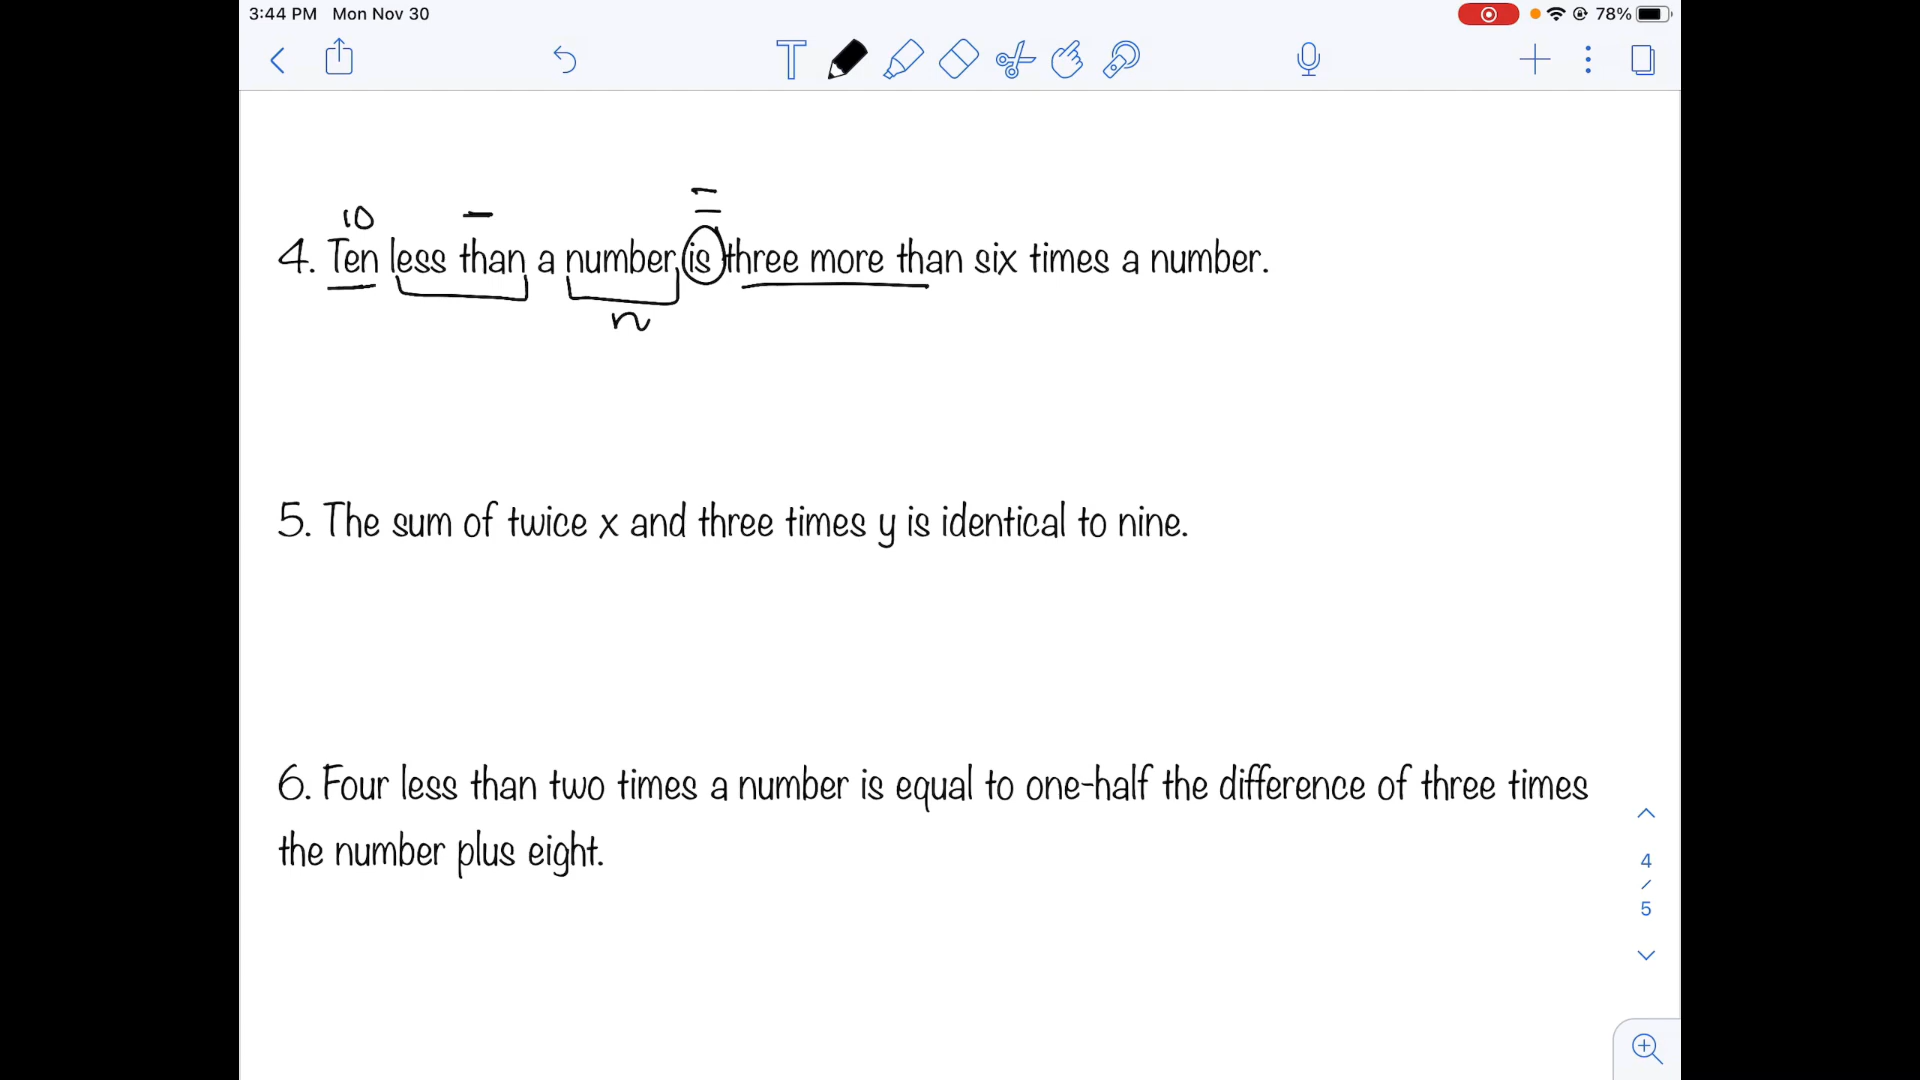 3:44 PM Mon Nov 30
78%
10 — =
4. Ten less than a number is three more than six times a number.
n
5. The sum of twice x and three times y is identical to nine.
6. Four less than two times a number is equal to one-half the difference of three times
the number plus eight.
4
/
5